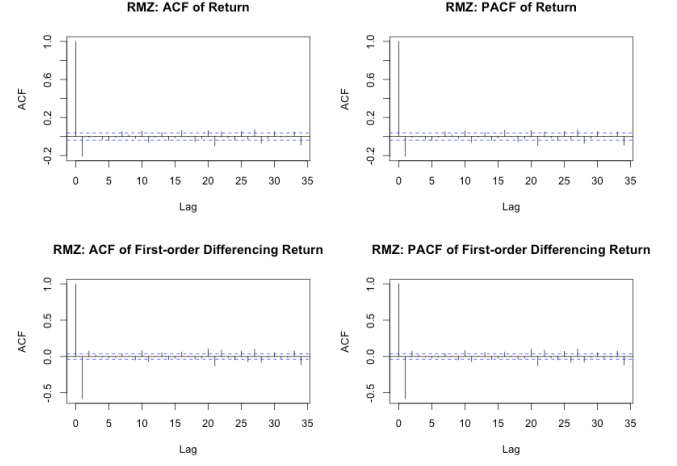 RMZ: ACF of Return
RMZ: PACF of Return
ACF
1.0
0.6
0.2
-0.2
0 5 10 15 20 25 30 35
Lag
ACF
1.0
0.6
0.2
-0.2
0 5 10 15 20 25 30 35
Lag
RMZ: ACF of First-order Differencing Return
RMZ: PACF of First-order Differencing Return
ACF
1.0
0.5
0.0
-0.5
0 5 10 15 20 25 30 35
Lag
ACF
1.0
0.5
0.0
-0.5
0 5 10 15 20 25 30 35
Lag